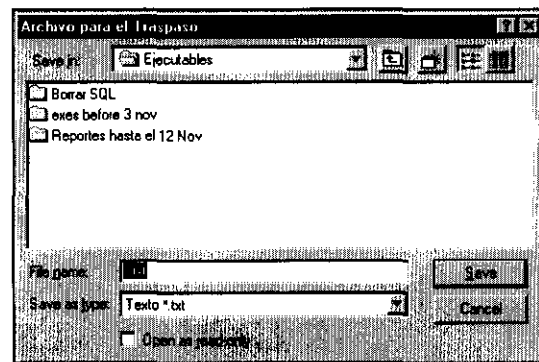 Archivo para el Traspaso
Save in: Ejecutables
Borrar SQL
exes before 3 nov
Reportes hasta el 12 Nov
File name:
Save
Save as type: Texto *.txt
Cancel
Open as read-only